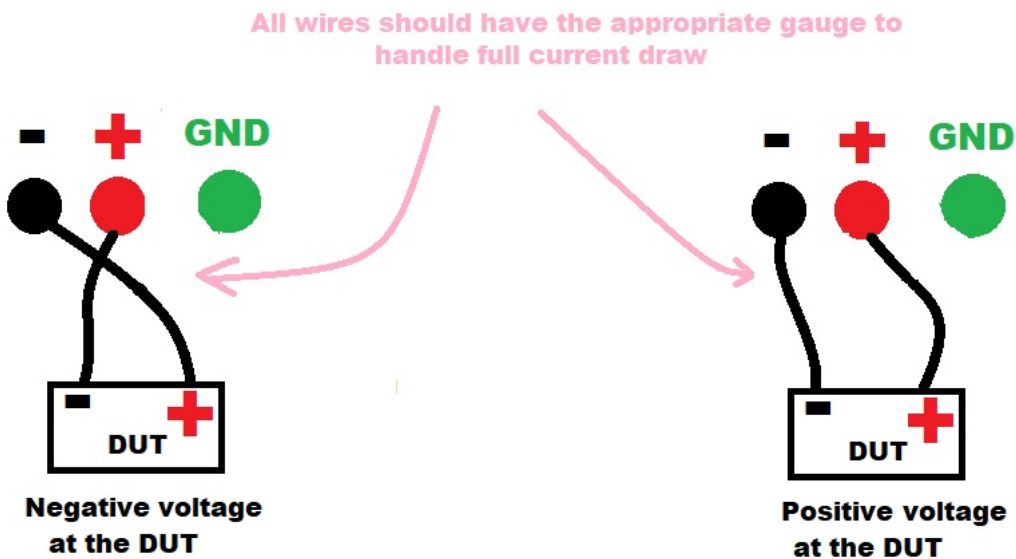 All wires should have the appropriate gauge to
handle full current draw
- + GND
- + GND
- +
DUT
- +
DUT
Negative voltage
at the DUT
Positive voltage
at the DUT